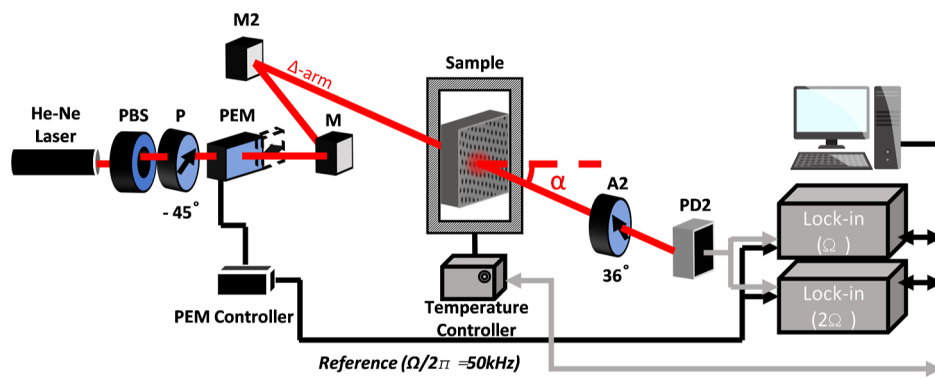 M2
Δ-arm
Sample
He-Ne
Laser
PBS
P
PEM
M
- 45°
α
A2
PD2
36°
Lock-in
(Ω )
Lock-in
(2Ω )
PEM Controller
Temperature
Controller
Reference (Ω/2π =50kHz)